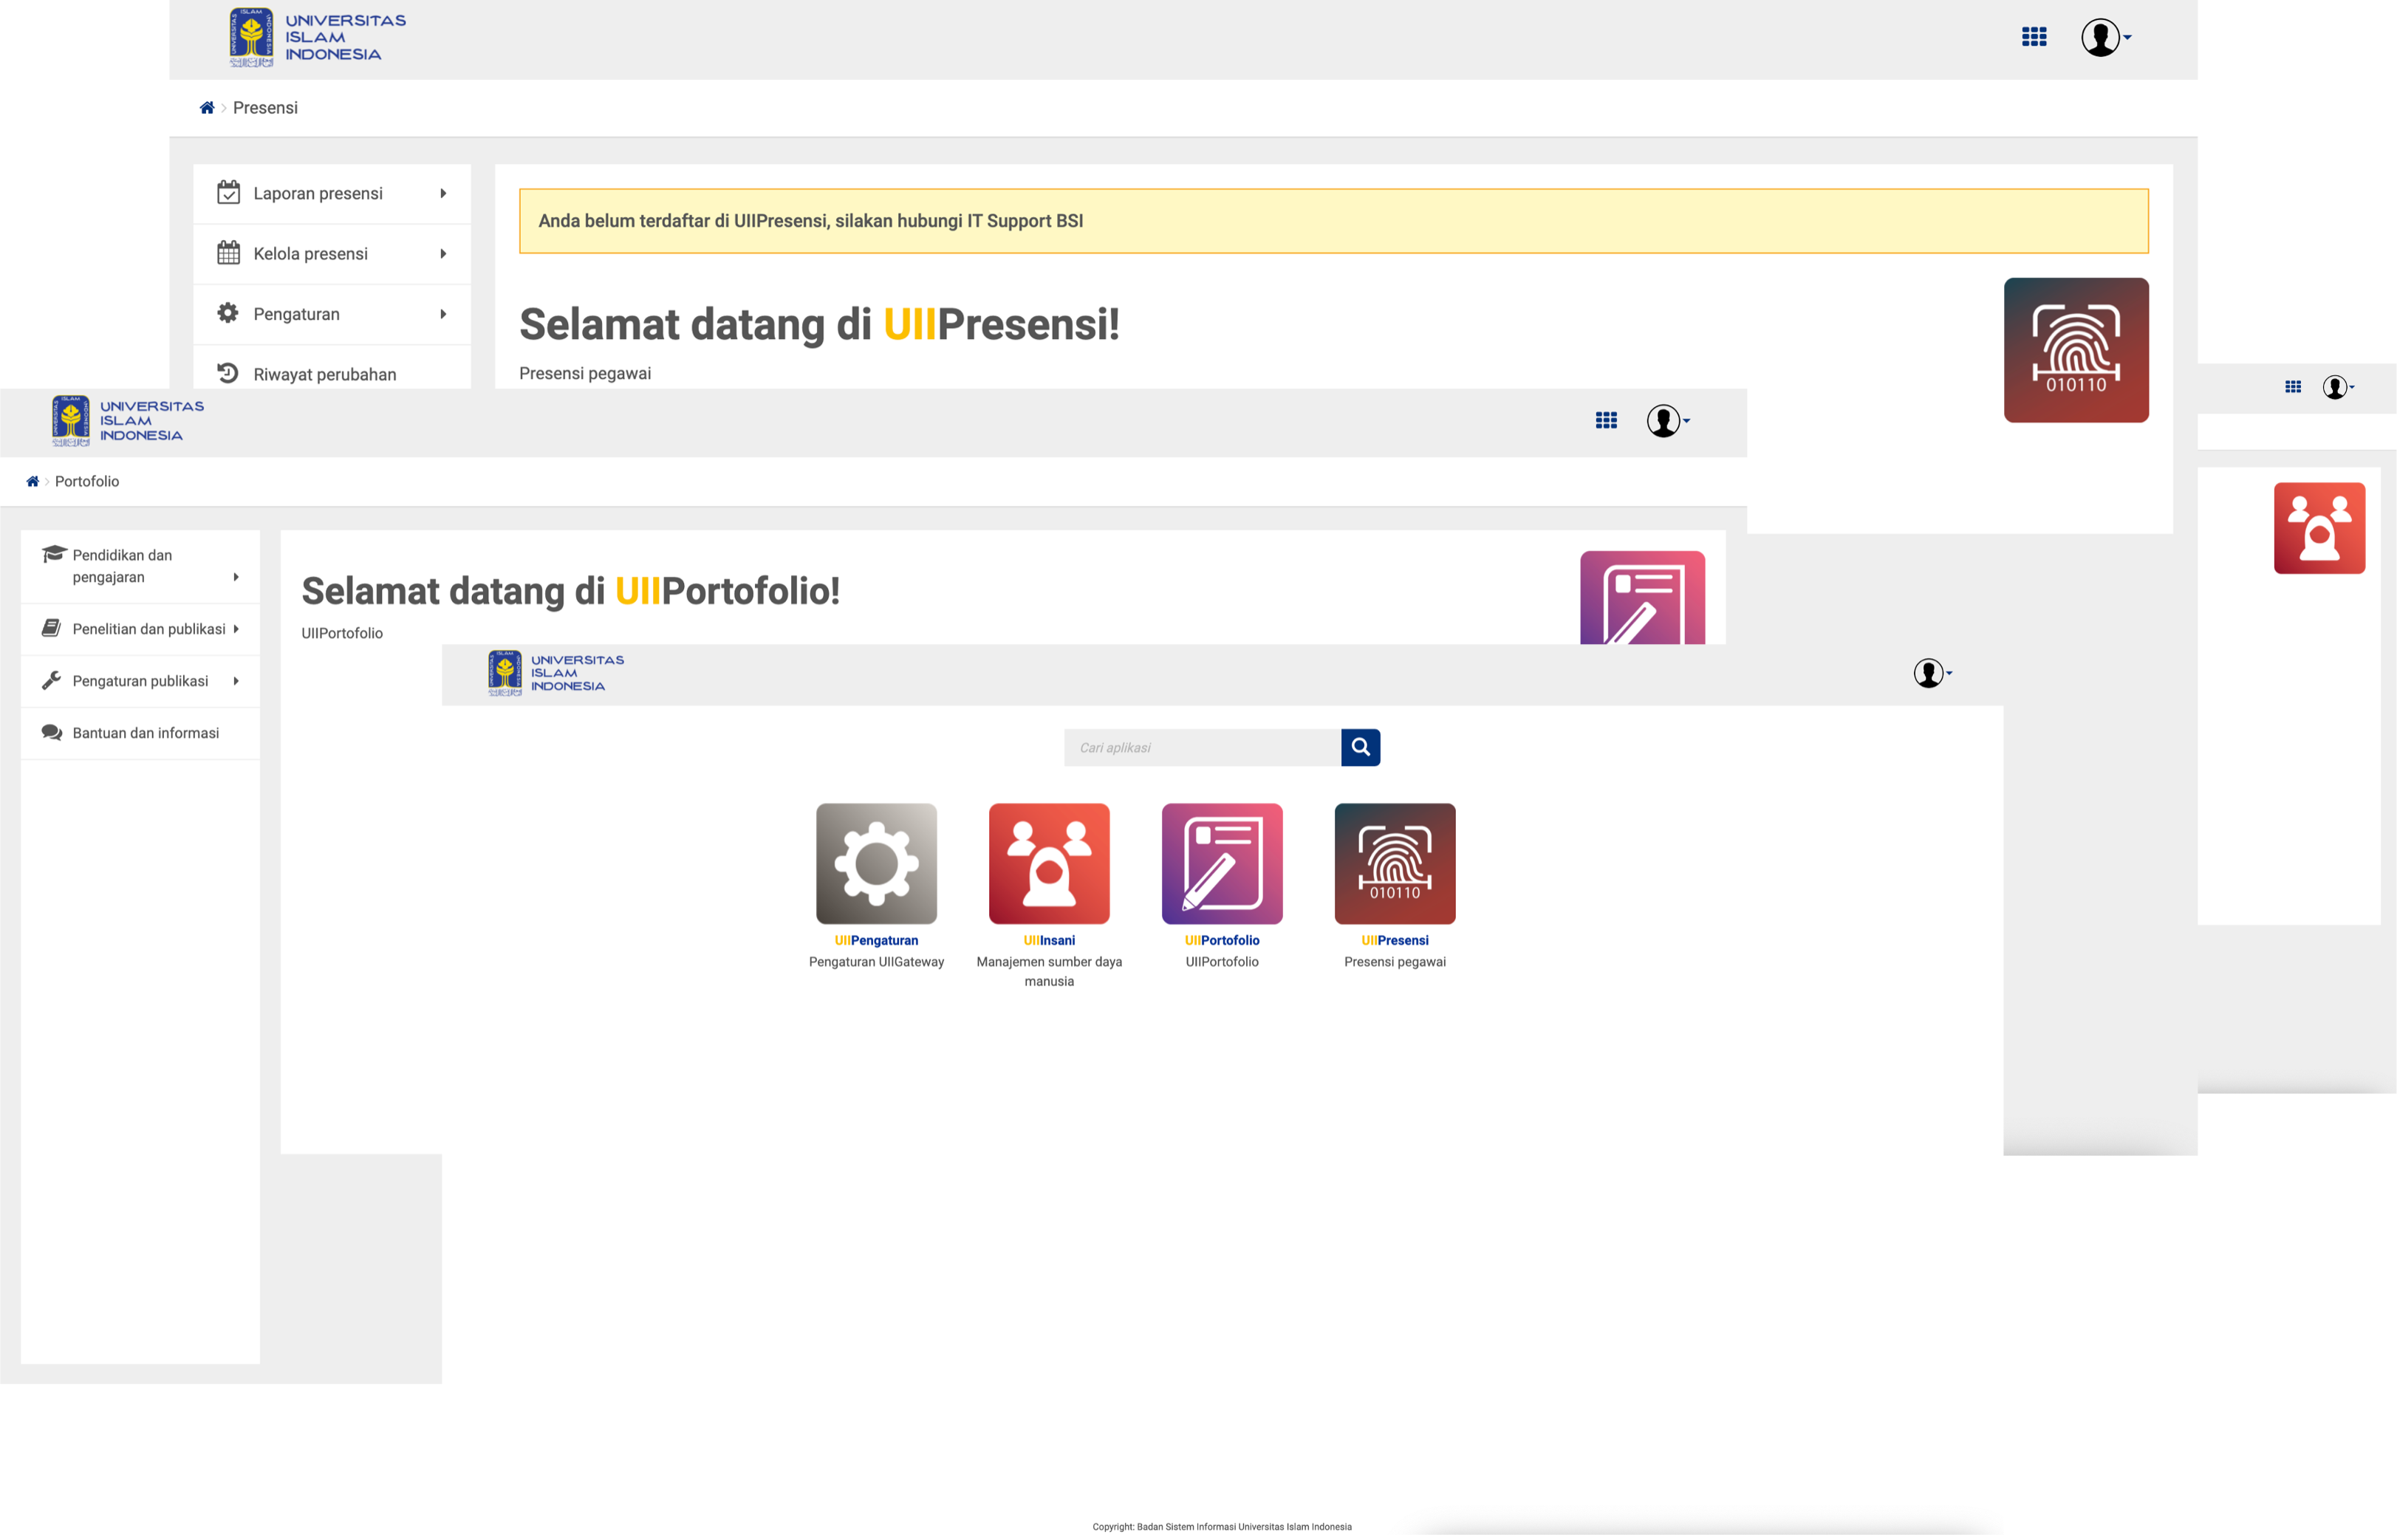 UNIVERSITAS
ISLAM
INDONESIA
Presensi
Laporan presensi
Kelola presensi
Pengaturan
Riwayat perubahan
Anda belum terdaftar di UIIPresensi, silakan hubungi IT Support BSI
Selamat datang di UIIPresensi!
Presensi pegawai
010110
UNIVERSITAS
ISLAM
INDONESIA
Portofolio
Pendidikan dan
pengajaran
Penelitian dan publikasi
Pengaturan publikasi
Bantuan dan informasi
Selamat datang di UIIPortofolio!
UIIPortofolio
UNIVERSITAS
ISLAM
INDONESIA
Cari aplikasi
010110
UIIPengaturan
Pengaturan UIIGateway
UIIInsani
Manajemen sumber daya
manusia
UIIPortofolio
UIIPortofolio
UIIPresensi
Presensi pegawai
Copyright: Badan Sistem Informasi Universitas Islam Indonesia